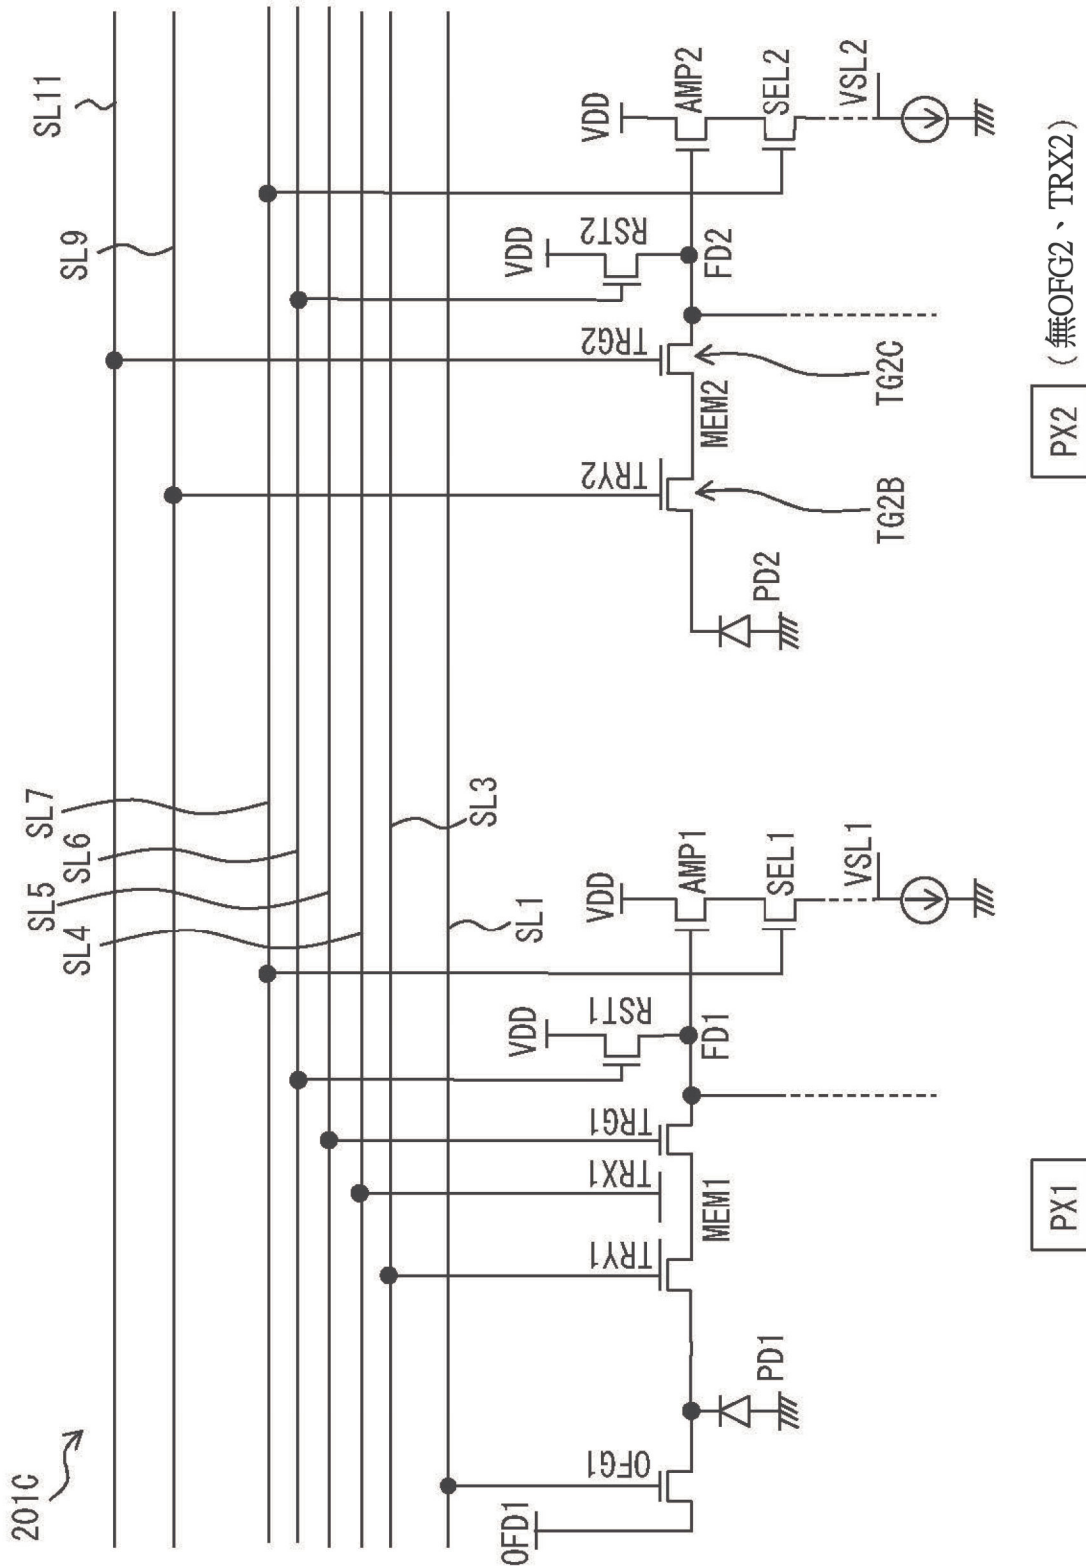 201C
SL4
SL5
SL6
SL7
SL9
SL11
SL1
SL3
OFD1
OFG1
PD1
TRY1
TRX1
TRG1
MEM1
VDD
RST1
FD1
VDD
AMP1
SEL1
VSL1
PX1
PD2
TRY2
TG2B
MEM2
TRG2
TG2C
VDD
RST2
FD2
VDD
AMP2
SEL2
VSL2
PX2
(無OFG2、TRX2)